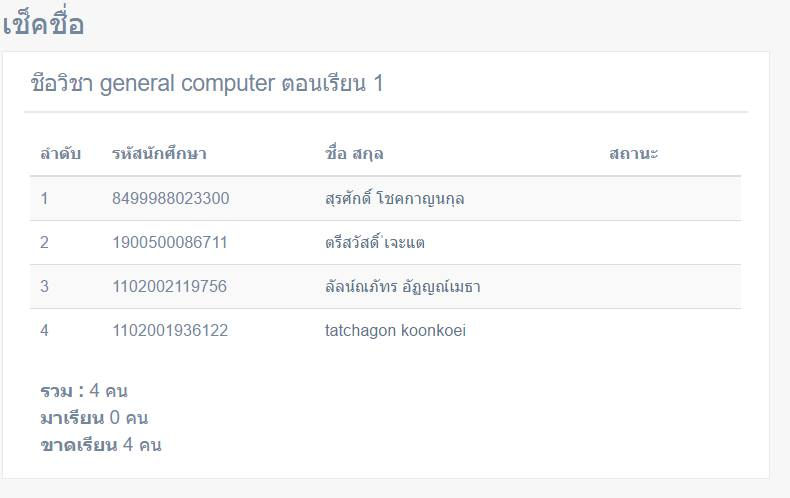 เช็คชื่อ
ชื่อวิชา general computer ตอนเรียน 1
ลำดับ รหัสนักศึกษา ชื่อ สกุล สถานะ
1 8499988023300 สุรศักดิ์ โชคกาญนกุล
2 1900500086711 ตรีสวัสดิ์ ่เจะแต
3 1102002119756 ลัลน์ณภัทร อัฏญณ์เมธา
4 1102001936122 tatchagon koonkoei
รวม : 4 คน
มาเรียน 0 คน
ขาดเรียน 4 คน